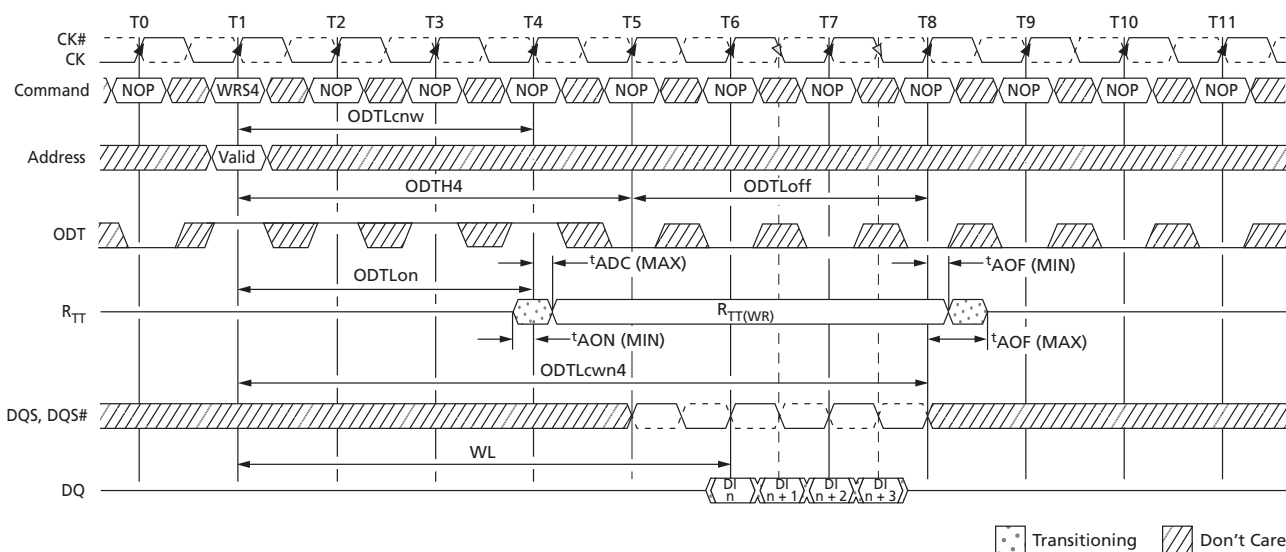 T0 T1 T2 T3 T4 T5 T6 T7 T8 T9 T10 T11
CK#
CK
Command NOP WRS4 NOP NOP NOP NOP NOP NOP NOP NOP NOP NOP
ODTLcnw
Address Valid
ODTH4 ODTLoff
ODT
tADC (MAX) tAOF (MIN)
ODTLon
RTT RTT(WR)
tAON (MIN) tAOF (MAX)
ODTLcwn4
DQS, DQS#
WL
DQ DI n DI n + 1 DI n + 2 DI n + 3
Transitioning Don't Care